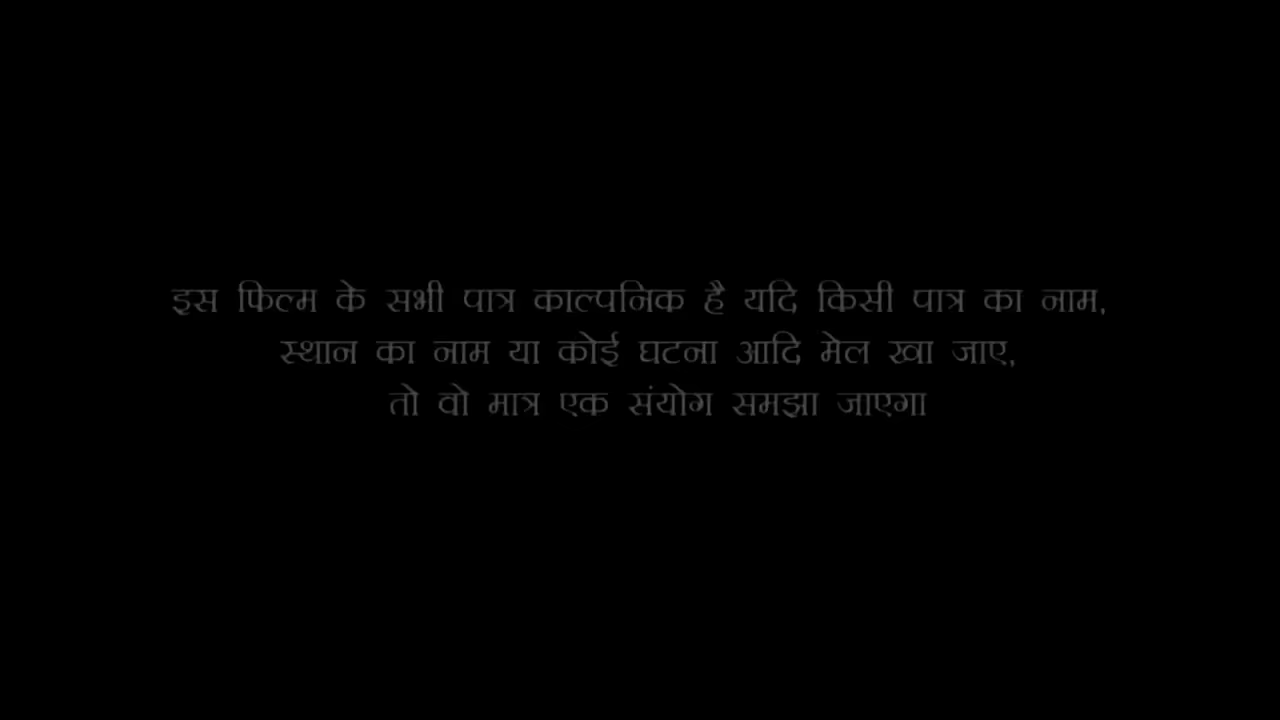 इस फिल्म के सभी पात्र काल्पनिक है यदि किसी पात्र का नाम,
स्थान का नाम या कोई घटना आदि मेल खा जाए,
तो वो मात्र एक संयोग समझा जाएगा